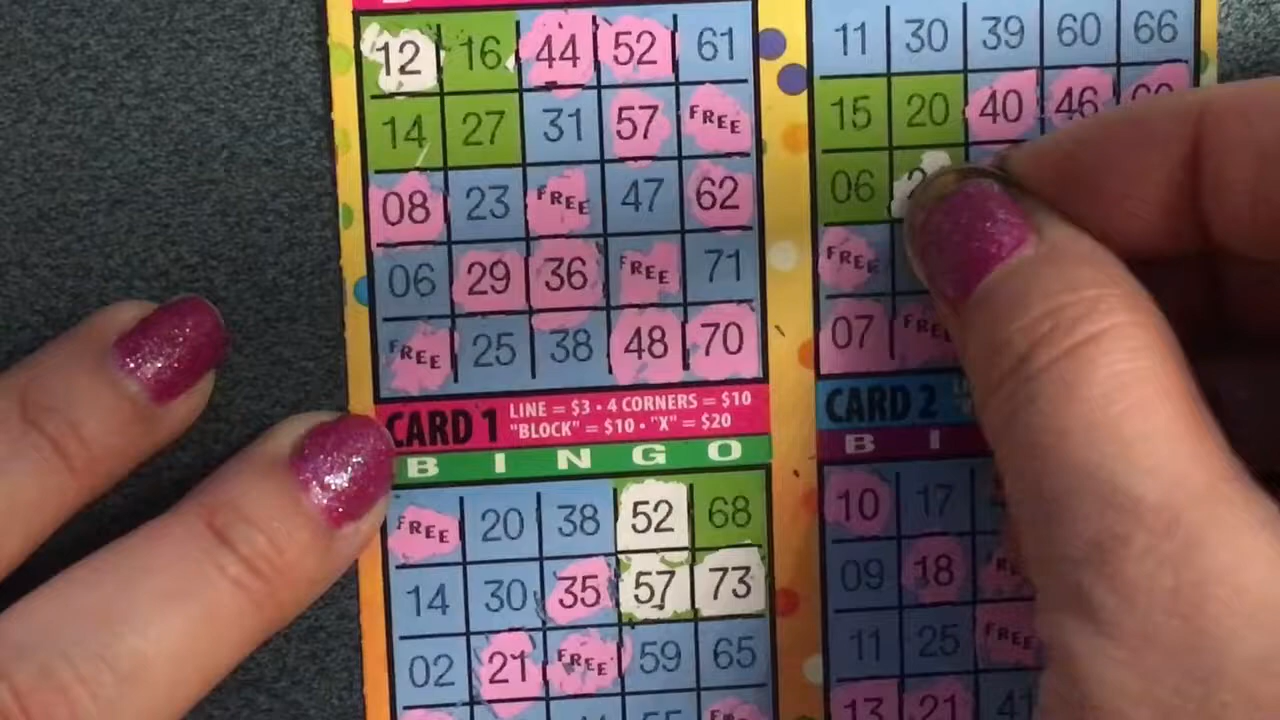 12 16 44 52 61
14 27 31 57 FREE
08 23 FREE 47 62
06 29 36 FREE 71
FREE 25 38 48 70
CARD 1
LINE = $3 • 4 CORNERS = $10
"BLOCK" = $10 • "X" = $20
B I N G O
FREE 20 38 52 68
14 30 35 57 73
02 21 FREE 59 65
11 30 39 60 66
15 20 40 46
06
FREE
07 FREE
CARD 2
B I
10 17
09 18
11 25 FREE
13 21 41